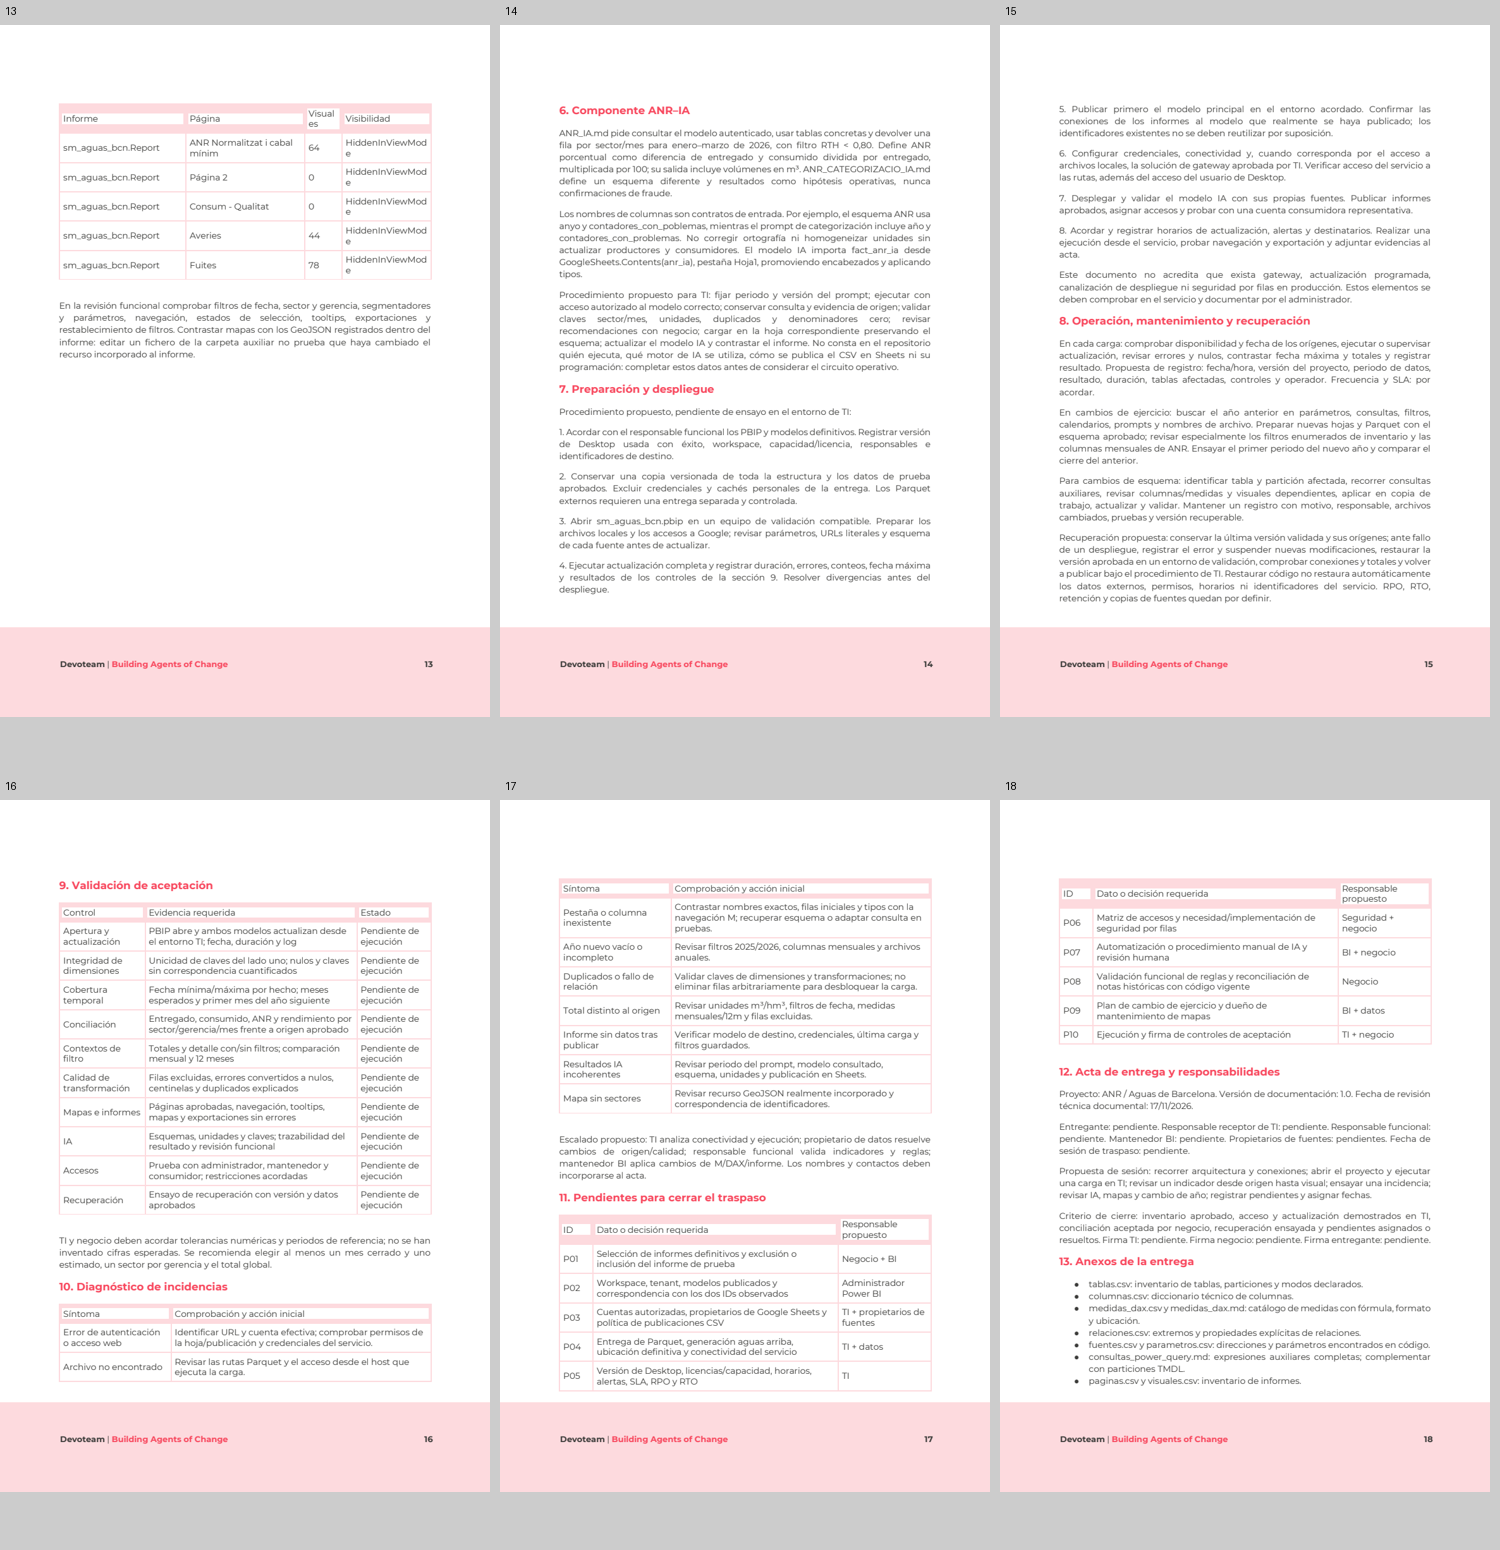 13
Informe Página Visual es Visibilidad
sm_aguas_bcn.Report ANR Normalitzat i cabal mínim 64 HiddenInViewMod e
sm_aguas_bcn.Report Página 2 0 HiddenInViewMod e
sm_aguas_bcn.Report Consum - Qualitat 0 HiddenInViewMod e
sm_aguas_bcn.Report Averies 44 HiddenInViewMod e
sm_aguas_bcn.Report Fuites 78 HiddenInViewMod e
En la revisión funcional comprobar filtros de fecha, sector y gerencia, segmentadores
y parámetros, navegación, estados de selección, tooltips, exportaciones y
restablecimiento de filtros. Contrastar mapas con los GeoJSON registrados dentro del
informe: editar un fichero de la carpeta auxiliar no prueba que haya cambiado el
recurso incorporado al informe.
Devoteam | Building Agents of Change 13
14
6. Componente ANR–IA
ANR_IA.md pide consultar el modelo autenticado, usar tablas concretas y devolver una
fila por sector/mes para enero–marzo de 2026, con filtro RTH < 0,80. Define ANR
porcentual como diferencia de entregado y consumido dividida por entregado,
multiplicada por 100; su salida incluye volúmenes en m³. ANR_CATEGORIZACIO_IA.md
define un esquema diferente y resultados como hipótesis operativas, nunca
confirmaciones de fraude.
Los nombres de columnas son contratos de entrada. Por ejemplo, el esquema ANR usa
anyo y contadores_con_poblemas, mientras el prompt de categorización incluye año y
contadores_con_problemas. No corregir ortografía ni homogeneizar unidades sin
actualizar productores y consumidores. El modelo IA importa fact_anr_ia desde
GoogleSheets.Contents(anr_ia), pestaña Hoja1, promoviendo encabezados y aplicando
tipos.
Procedimiento propuesto para TI: fijar periodo y versión del prompt; ejecutar con
acceso autorizado al modelo correcto; conservar consulta y evidencia de origen; validar
claves sector/mes, unidades, duplicados y denominadores cero; revisar
recomendaciones con negocio; cargar en la hoja correspondiente preservando el
esquema; actualizar el modelo IA y contrastar el informe. No consta en el repositorio
quién ejecuta, qué motor de IA se utiliza, cómo se publica el CSV en Sheets ni su
programación: completar estos datos antes de considerar el circuito operativo.
7. Preparación y despliegue
Procedimiento propuesto, pendiente de ensayo en el entorno de TI:
1. Acordar con el responsable funcional los PBIP y modelos definitivos. Registrar versión
de Desktop usada con éxito, workspace, capacidad/licencia, responsables e
identificadores de destino.
2. Conservar una copia versionada de toda la estructura y los datos de prueba
aprobados. Excluir credenciales y cachés personales de la entrega. Los Parquet
externos requieren una entrega separada y controlada.
3. Abrir sm_aguas_bcn.pbip en un equipo de validación compatible. Preparar los
archivos locales y los accesos a Google; revisar parámetros, URLs literales y esquema
de cada fuente antes de actualizar.
4. Ejecutar actualización completa y registrar duración, errores, conteos, fecha máxima
y resultados de los controles de la sección 9. Resolver divergencias antes del
despliegue.
Devoteam | Building Agents of Change 14
15
5. Publicar primero el modelo principal en el entorno acordado. Confirmar las
conexiones de los informes al modelo que realmente se haya publicado; los
identificadores existentes no se deben reutilizar por suposición.
6. Configurar credenciales, conectividad y, cuando corresponda por el acceso a
archivos locales, la solución de gateway aprobada por TI. Verificar acceso del servicio a
las rutas, además del acceso del usuario de Desktop.
7. Desplegar y validar el modelo IA con sus propias fuentes. Publicar informes
aprobados, asignar accesos y probar con una cuenta consumidora representativa.
8. Acordar y registrar horarios de actualización, alertas y destinatarios. Realizar una
ejecución desde el servicio, probar navegación y exportación y adjuntar evidencias al
acta.
Este documento no acredita que exista gateway, actualización programada,
canalización de despliegue ni seguridad por filas en producción. Estos elementos se
deben comprobar en el servicio y documentar por el administrador.
8. Operación, mantenimiento y recuperación
En cada carga: comprobar disponibilidad y fecha de los orígenes, ejecutar o supervisar
actualización, revisar errores y nulos, contrastar fecha máxima y totales y registrar
resultado. Propuesta de registro: fecha/hora, versión del proyecto, periodo de datos,
resultado, duración, tablas afectadas, controles y operador. Frecuencia y SLA: por
acordar.
En cambios de ejercicio: buscar el año anterior en parámetros, consultas, filtros,
calendarios, prompts y nombres de archivo. Preparar nuevas hojas y Parquet con el
esquema aprobado; revisar especialmente los filtros enumerados de inventario y las
columnas mensuales de ANR. Ensayar el primer periodo del nuevo año y comparar el
cierre del anterior.
Para cambios de esquema: identificar tabla y partición afectada, recorrer consultas
auxiliares, revisar columnas/medidas y visuales dependientes, aplicar en copia de
trabajo, actualizar y validar. Mantener un registro con motivo, responsable, archivos
cambiados, pruebas y versión recuperable.
Recuperación propuesta: conservar la última versión validada y sus orígenes; ante fallo
de un despliegue, registrar el error y suspender nuevas modificaciones, restaurar la
versión aprobada en un entorno de validación, comprobar conexiones y totales y volver
a publicar bajo el procedimiento de TI. Restaurar código no restaura automáticamente
los datos externos, permisos, horarios ni identificadores del servicio. RPO, RTO,
retención y copias de fuentes quedan por definir.
Devoteam | Building Agents of Change 15
16
9. Validación de aceptación
Control Evidencia requerida Estado
Apertura y actualización PBIP abre y ambos modelos actualizan desde el entorno TI; fecha, duración y log Pendiente de ejecución
Integridad de dimensiones Unicidad de claves del lado uno; nulos y claves sin correspondencia cuantificados Pendiente de ejecución
Cobertura temporal Fecha mínima/máxima por hecho; meses esperados y primer mes del año siguiente Pendiente de ejecución
Conciliación Entregado, consumido, ANR y rendimiento por sector/gerencia/mes frente a origen aprobado Pendiente de ejecución
Contextos de filtro Totales y detalle con/sin filtros; comparación mensual y 12 meses Pendiente de ejecución
Calidad de transformación Filas excluidas, errores convertidos a nulos, centinelas y duplicados explicados Pendiente de ejecución
Mapas e informes Páginas aprobadas, navegación, tooltips, mapas y exportaciones sin errores Pendiente de ejecución
IA Esquemas, unidades y claves; trazabilidad del resultado y revisión funcional Pendiente de ejecución
Accesos Prueba con administrador, mantenedor y consumidor; restricciones acordadas Pendiente de ejecución
Recuperación Ensayo de recuperación con versión y datos aprobados Pendiente de ejecución
TI y negocio deben acordar tolerancias numéricas y periodos de referencia; no se han
inventado cifras esperadas. Se recomienda elegir al menos un mes cerrado y uno
estimado, un sector por gerencia y el total global.
10. Diagnóstico de incidencias
Síntoma Comprobación y acción inicial
Error de autenticación o acceso web Identificar URL y cuenta efectiva; comprobar permisos de la hoja/publicación y credenciales del servicio.
Archivo no encontrado Revisar las rutas Parquet y el acceso desde el host que ejecuta la carga.
Devoteam | Building Agents of Change 16
17
Síntoma Comprobación y acción inicial
Pestaña o columna inexistente Contrastar nombres exactos, filas iniciales y tipos con la navegación M; recuperar esquema o adaptar consulta en pruebas.
Año nuevo vacío o incompleto Revisar filtros 2025/2026, columnas mensuales y archivos anuales.
Duplicados o fallo de relación Validar claves de dimensiones y transformaciones; no eliminar filas arbitrariamente para desbloquear la carga.
Total distinto al origen Revisar unidades m³/hm³, filtros de fecha, medidas mensuales/12m y filas excluidas.
Informe sin datos tras publicar Verificar modelo de destino, credenciales, última carga y filtros guardados.
Resultados IA incoherentes Revisar periodo del prompt, modelo consultado, esquema, unidades y publicación en Sheets.
Mapa sin sectores Revisar recurso GeoJSON realmente incorporado y correspondencia de identificadores.
Escalado propuesto: TI analiza conectividad y ejecución; propietario de datos resuelve
cambios de origen/calidad; responsable funcional valida indicadores y reglas;
mantenedor BI aplica cambios de M/DAX/informe. Los nombres y contactos deben
incorporarse al acta.
11. Pendientes para cerrar el traspaso
ID Dato o decisión requerida Responsable propuesto
P01 Selección de informes definitivos y exclusión o inclusión del informe de prueba Negocio + BI
P02 Workspace, tenant, modelos publicados y correspondencia con los dos IDs observados Administrador Power BI
P03 Cuentas autorizadas, propietarios de Google Sheets y política de publicaciones CSV TI + propietarios de fuentes
P04 Entrega de Parquet, generación aguas arriba, ubicación definitiva y conectividad del servicio TI + datos
P05 Versión de Desktop, licencias/capacidad, horarios, alertas, SLA, RPO y RTO TI
Devoteam | Building Agents of Change 17
18
ID Dato o decisión requerida Responsable propuesto
P06 Matriz de accesos y necesidad/implementación de seguridad por filas Seguridad + negocio
P07 Automatización o procedimiento manual de IA y revisión humana BI + negocio
P08 Validación funcional de reglas y reconciliación de notas históricas con código vigente Negocio
P09 Plan de cambio de ejercicio y dueño de mantenimiento de mapas BI + datos
P10 Ejecución y firma de controles de aceptación TI + negocio
12. Acta de entrega y responsabilidades
Proyecto: ANR / Aguas de Barcelona. Versión de documentación: 1.0. Fecha de revisión
técnica documental: 17/11/2026.
Entregante: pendiente. Responsable receptor de TI: pendiente. Responsable funcional:
pendiente. Mantenedor BI: pendiente. Propietarios de fuentes: pendientes. Fecha de
sesión de traspaso: pendiente.
Propuesta de sesión: recorrer arquitectura y conexiones; abrir el proyecto y ejecutar
una carga en TI; revisar un indicador desde origen hasta visual; ensayar una incidencia;
revisar IA, mapas y cambio de año; registrar pendientes y asignar fechas.
Criterio de cierre: inventario aprobado, acceso y actualización demostrados en TI,
conciliación aceptada por negocio, recuperación ensayada y pendientes asignados o
resueltos. Firma TI: pendiente. Firma negocio: pendiente. Firma entregante: pendiente.
13. Anexos de la entrega
● tablas.csv: inventario de tablas, particiones y modos declarados.
● columnas.csv: diccionario técnico de columnas.
● medidas_dax.csv y medidas_dax.md: catálogo de medidas con fórmula, formato
y ubicación.
● relaciones.csv: extremos y propiedades explícitas de relaciones.
● fuentes.csv y parametros.csv: direcciones y parámetros encontrados en código.
● consultas_power_query.md: expresiones auxiliares completas; complementar
con particiones TMDL.
● paginas.csv y visuales.csv: inventario de informes.
Devoteam | Building Agents of Change 18